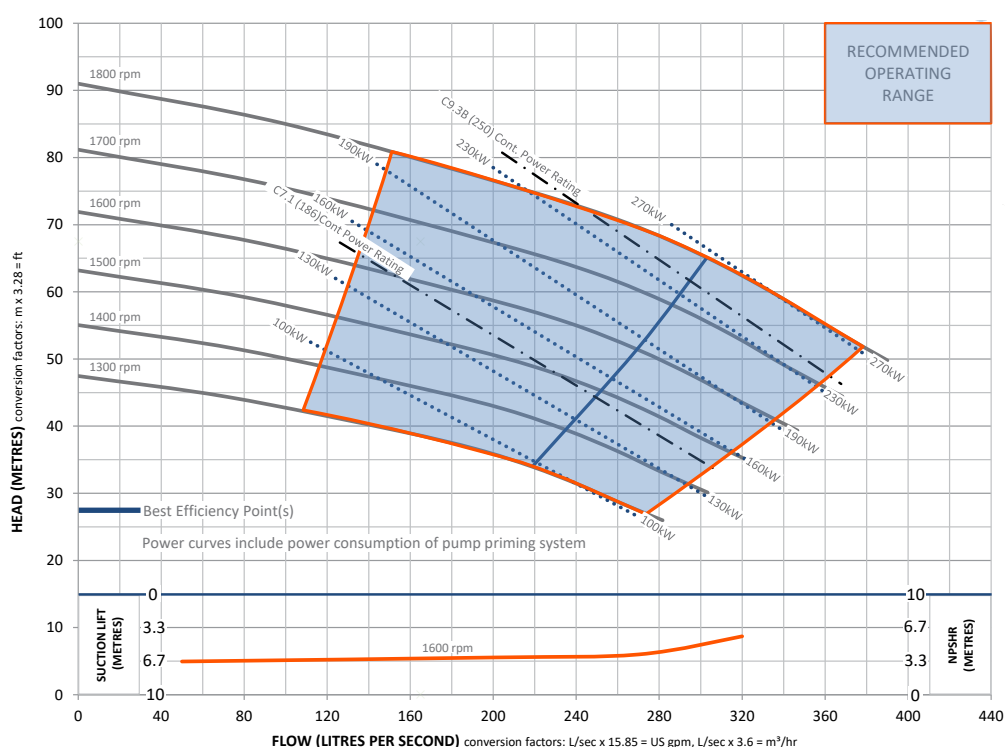 100
90
80
70
60
50
40
30
20
10
0
HEAD (METRES) conversion factors: m x 3.28 = ft
1800 rpm
1700 rpm
1600 rpm
1500 rpm
1400 rpm
1300 rpm
RECOMMENDED
OPERATING
RANGE
C9.3B (250) Cont. Power Rating
C7.1 (186)Cont Power Rating
190kW
230kW
270kW
160kW
130kW
100kW
270kW
230kW
190kW
160kW
130kW
100kW
Best Efficiency Point(s)
Power curves include power consumption of pump priming system
SUCTION LIFT
(METRES)
0
3.3
6.7
10
1600 rpm
10
6.7
3.3
0
NPSHR
(METRES)
0 40 80 120 160 200 240 280 320 360 400 440
FLOW (LITRES PER SECOND) conversion factors: L/sec x 15.85 = US gpm, L/sec x 3.6 = m³/hr